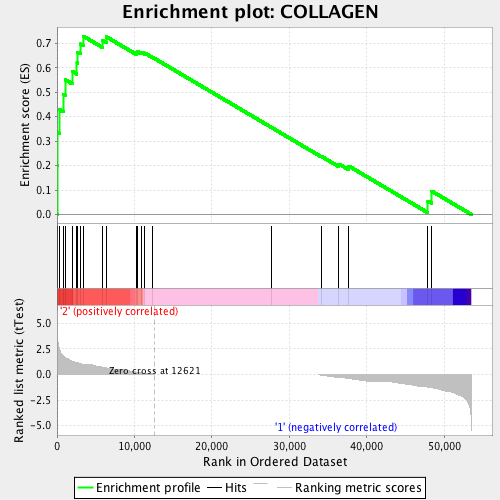 Enrichment plot: COLLAGEN
Enrichment score (ES)
0.7
0.6
0.5
0.4
0.3
0.2
0.1
0.0
'2' (positively correlated)
Ranked list metric (tTest)
5.0
2.5
0.0
-2.5
-5.0
Zero cross at 12621
'1' (negatively correlated)
0 10,000 20,000 30,000 40,000 50,000
Rank in Ordered Dataset
Enrichment profile Hits Ranking metric scores